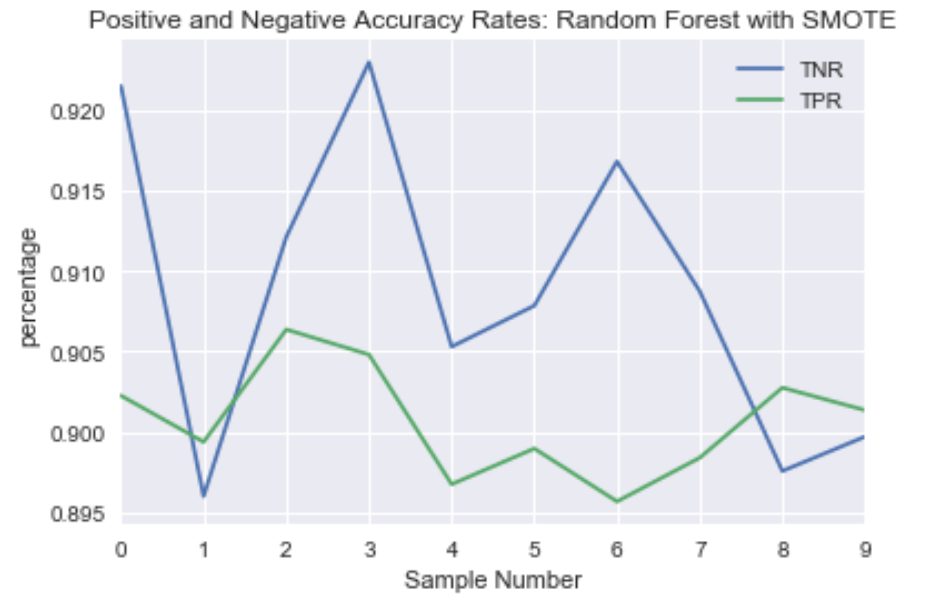 Positive and Negative Accuracy Rates: Random Forest with SMOTE
TNR
TPR
0.920
0.915
0.910
0.905
0.900
0.895
percentage
0 1 2 3 4 5 6 7 8 9
Sample Number